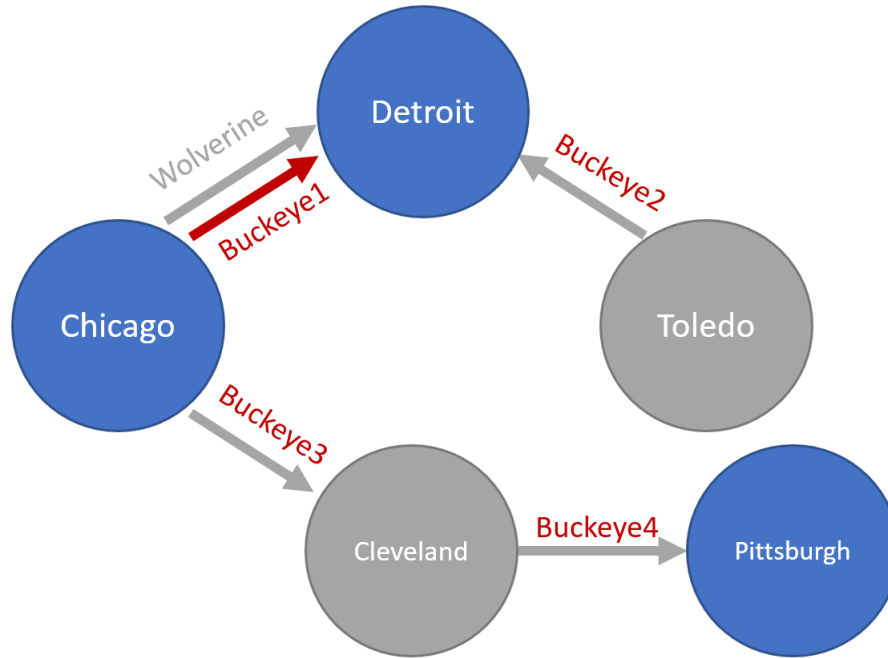 Detroit
Wolverine
Buckeye1
Buckeye2
Chicago
Toledo
Buckeye3
Cleveland
Buckeye4
Pittsburgh